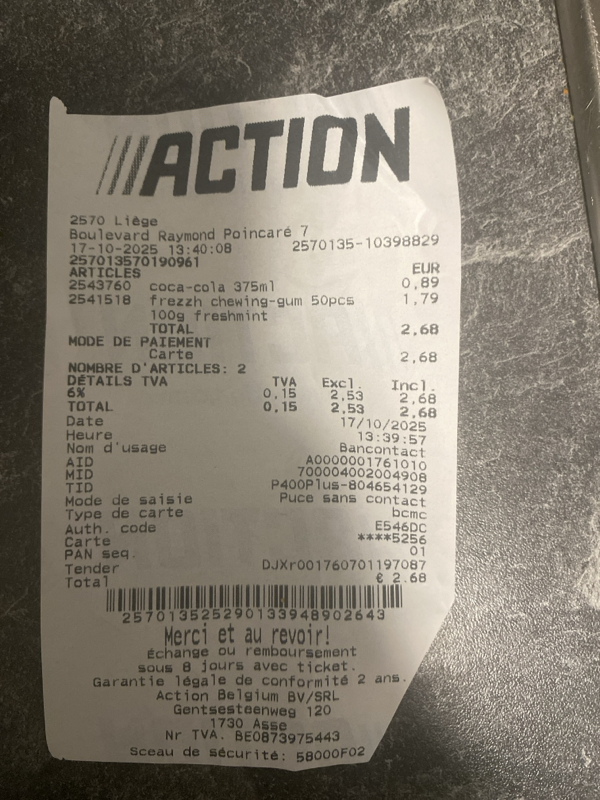 ///ACTION
2570 Liège
Boulevard Raymond Poincaré 7
17-10-2025 13:40:08 2570135-10398829
257013570190961
ARTICLES EUR
2543760 coca-cola 375ml 0,89
2541518 frezzh chewing-gum 50pcs 1,79
100g freshmint
TOTAL 2,68
MODE DE PAIEMENT
Carte 2,68
NOMBRE D'ARTICLES: 2
DÉTAILS TVA TVA Excl. Incl.
6% 0,15 2,53 2,68
TOTAL 0,15 2,53 2,68
Date 17/10/2025
Heure 13:39:57
Nom d'usage Bancontact
AID A0000001761010
MID 700004002004908
TID P400Plus-804654129
Mode de saisie Puce sans contact
Type de carte bcmc
Auth. code E546DC
Carte ****5256
PAN seq. 01
Tender DJXr001760701197087
Total € 2.68
257013525290133948902643
Merci et au revoir!
Échange ou remboursement
sous 8 jours avec ticket.
Garantie légale de conformité 2 ans.
Action Belgium BV/SRL
Gentsesteenweg 120
1730 Asse
Nr TVA. BE0873975443
Sceau de sécurité: 58000F02